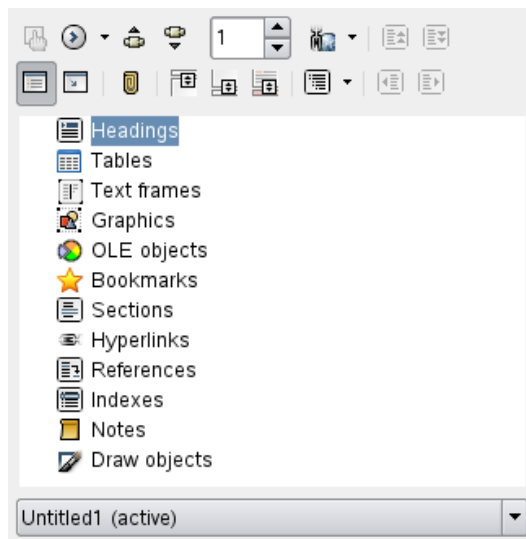 1
Headings
Tables
Text frames
Graphics
OLE objects
Bookmarks
Sections
Hyperlinks
References
Indexes
Notes
Draw objects
Untitled1 (active)